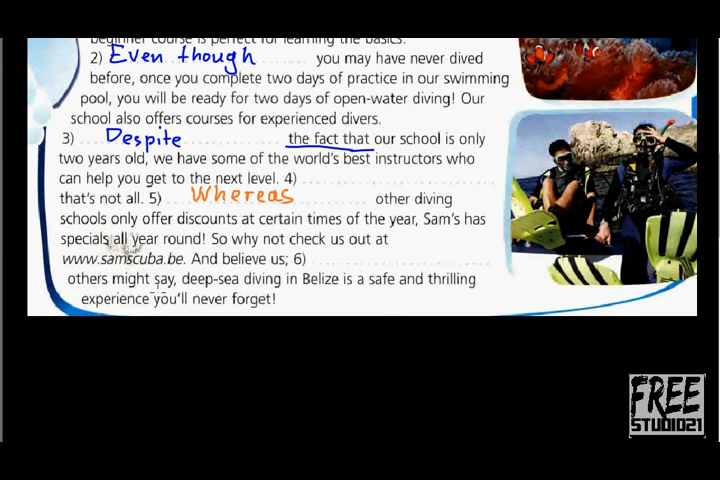 beginner course is perfect for learning the basics.
2) Even though you may have never dived
before, once you complete two days of practice in our swimming
pool, you will be ready for two days of open-water diving! Our
school also offers courses for experienced divers.
3) Despite the fact that our school is only
two years old, we have some of the world's best instructors who
can help you get to the next level. 4)
that's not all. 5) Whereas other diving
schools only offer discounts at certain times of the year, Sam's has
specials all year round! So why not check us out at
www.samscuba.be. And believe us; 6)
others might say, deep-sea diving in Belize is a safe and thrilling
experience you'll never forget!
FREE
STUDIO21